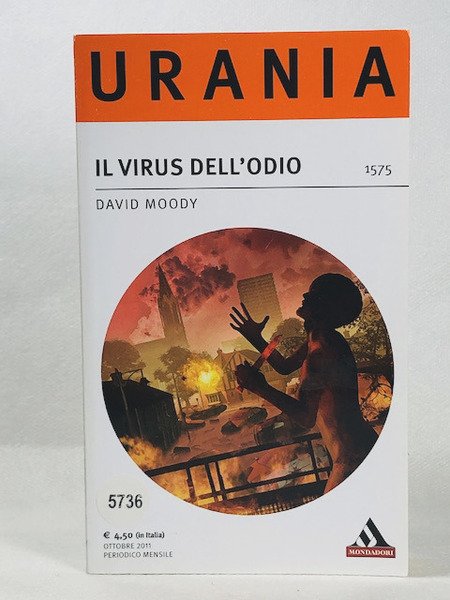 URANIA
IL VIRUS DELL'ODIO 1575
DAVID MOODY
5736
€ 4,50 (in Italia)
OTTOBRE 2011
PERIODICO MENSILE
MONDADORI